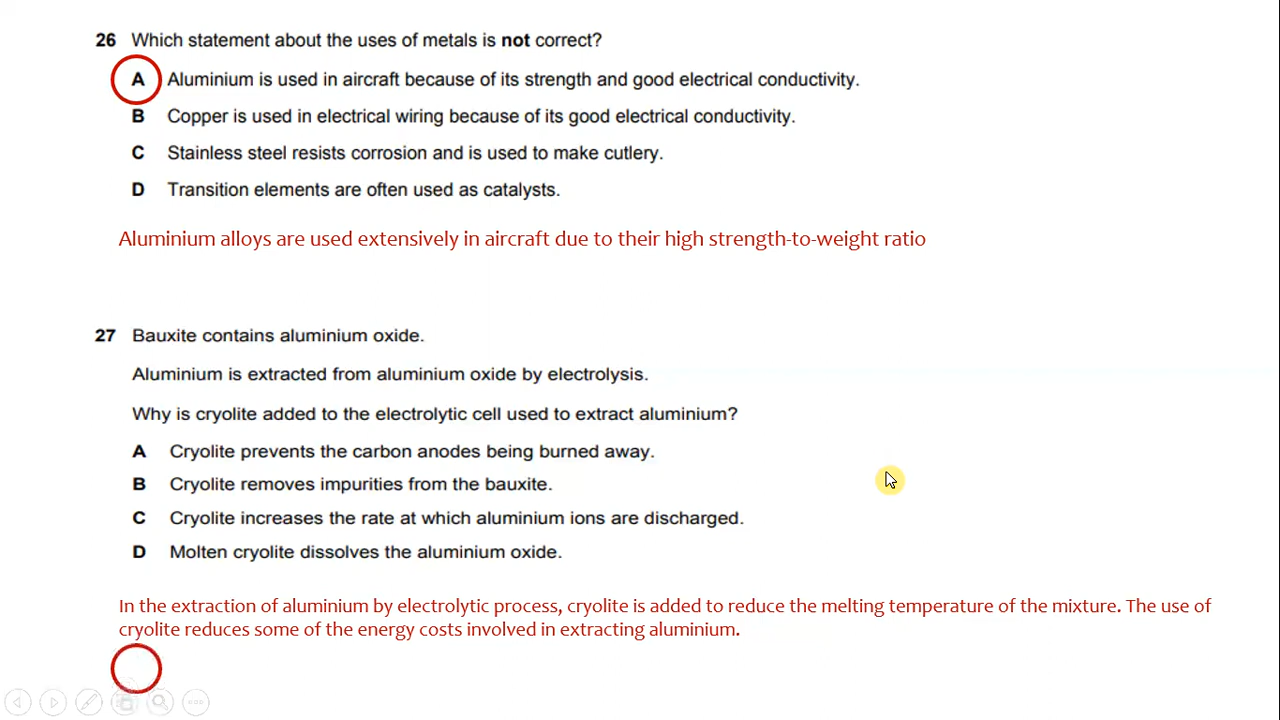 26 Which statement about the uses of metals is not correct?
A Aluminium is used in aircraft because of its strength and good electrical conductivity.
B Copper is used in electrical wiring because of its good electrical conductivity.
C Stainless steel resists corrosion and is used to make cutlery.
D Transition elements are often used as catalysts.
Aluminium alloys are used extensively in aircraft due to their high strength-to-weight ratio
27 Bauxite contains aluminium oxide.
Aluminium is extracted from aluminium oxide by electrolysis.
Why is cryolite added to the electrolytic cell used to extract aluminium?
A Cryolite prevents the carbon anodes being burned away.
B Cryolite removes impurities from the bauxite.
C Cryolite increases the rate at which aluminium ions are discharged.
D Molten cryolite dissolves the aluminium oxide.
In the extraction of aluminium by electrolytic process, cryolite is added to reduce the melting temperature of the mixture. The use of
cryolite reduces some of the energy costs involved in extracting aluminium.